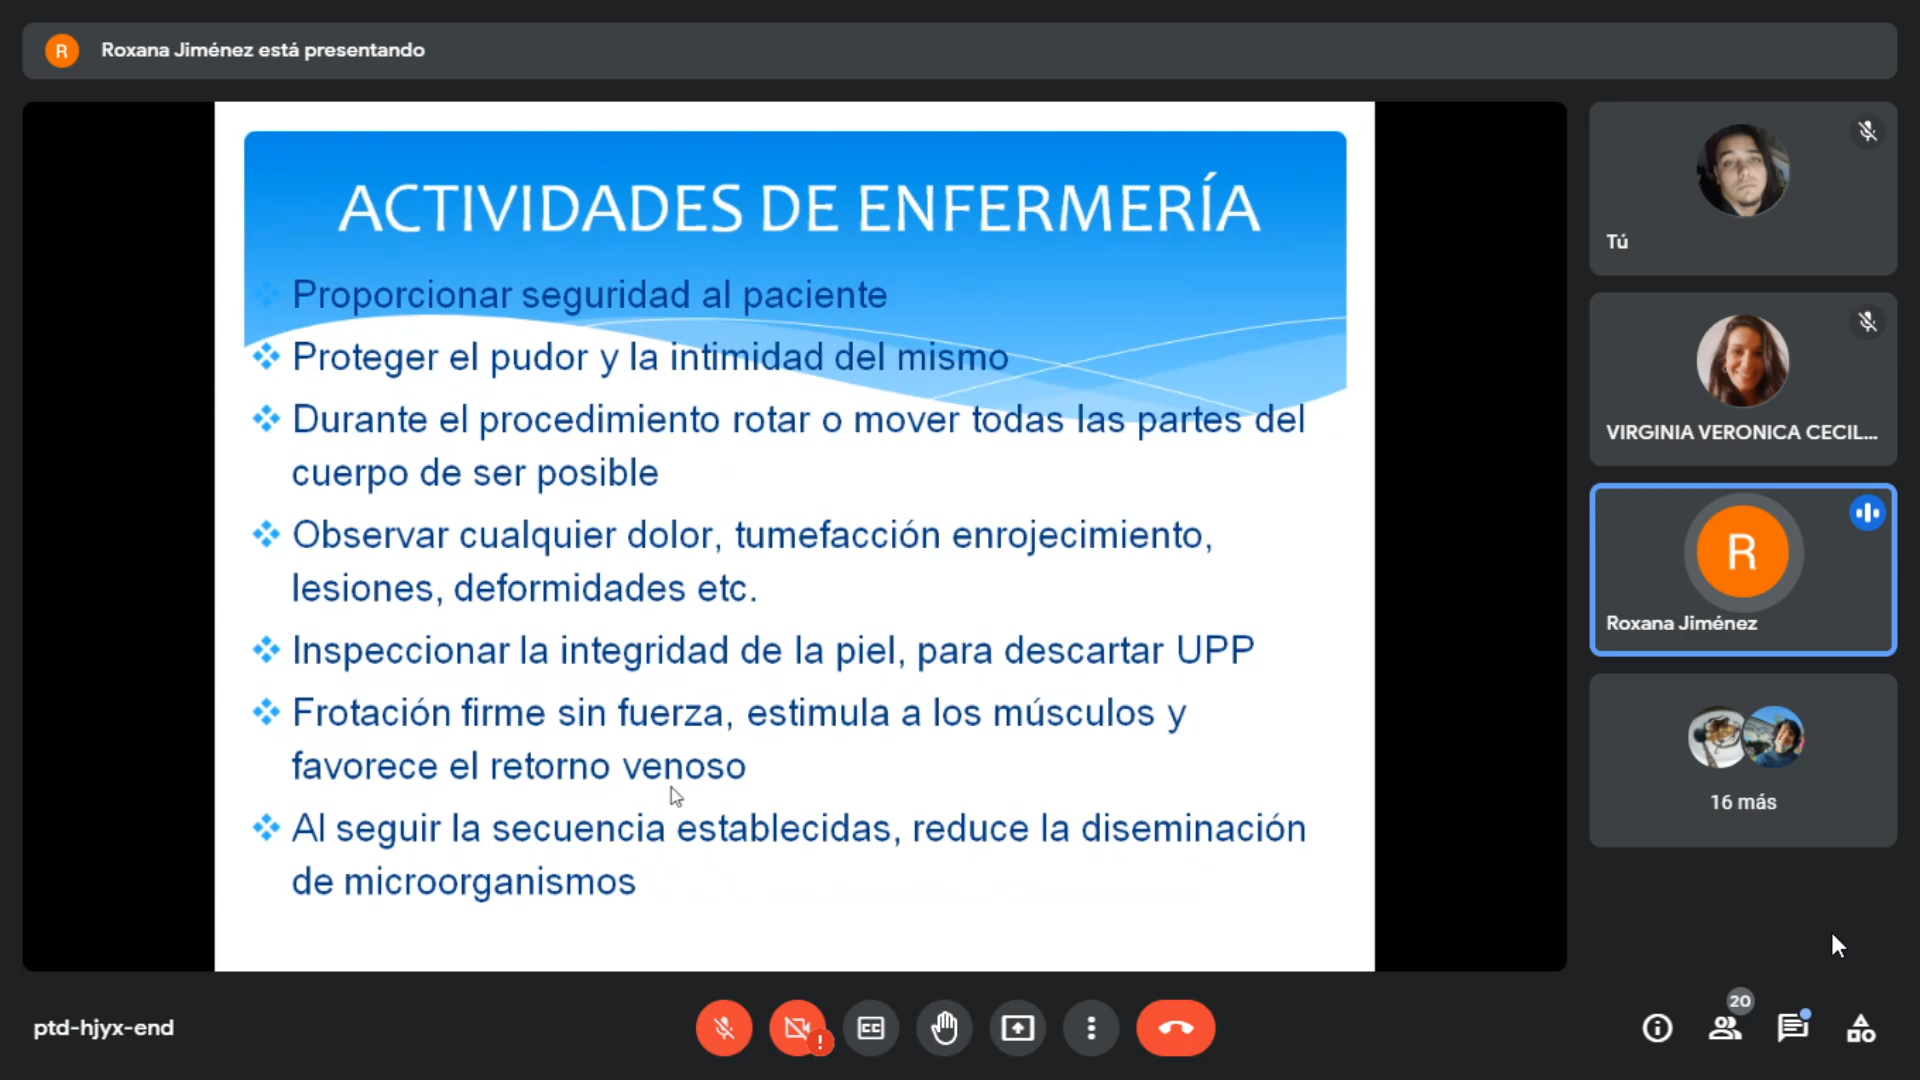 R
Roxana Jiménez está presentando
ACTIVIDADES DE ENFERMERÍA
Proporcionar seguridad al paciente
Proteger el pudor y la intimidad del mismo
Durante el procedimiento rotar o mover todas las partes del
cuerpo de ser posible
Observar cualquier dolor, tumefacción enrojecimiento,
lesiones, deformidades etc.
Inspeccionar la integridad de la piel, para descartar UPP
Frotación firme sin fuerza, estimula a los músculos y
favorece el retorno venoso
Al seguir la secuencia establecidas, reduce la diseminación
de microorganismos
Tú
VIRGINIA VERONICA CECIL...
R
Roxana Jiménez
16 más
ptd-hjyx-end
!
CC
20